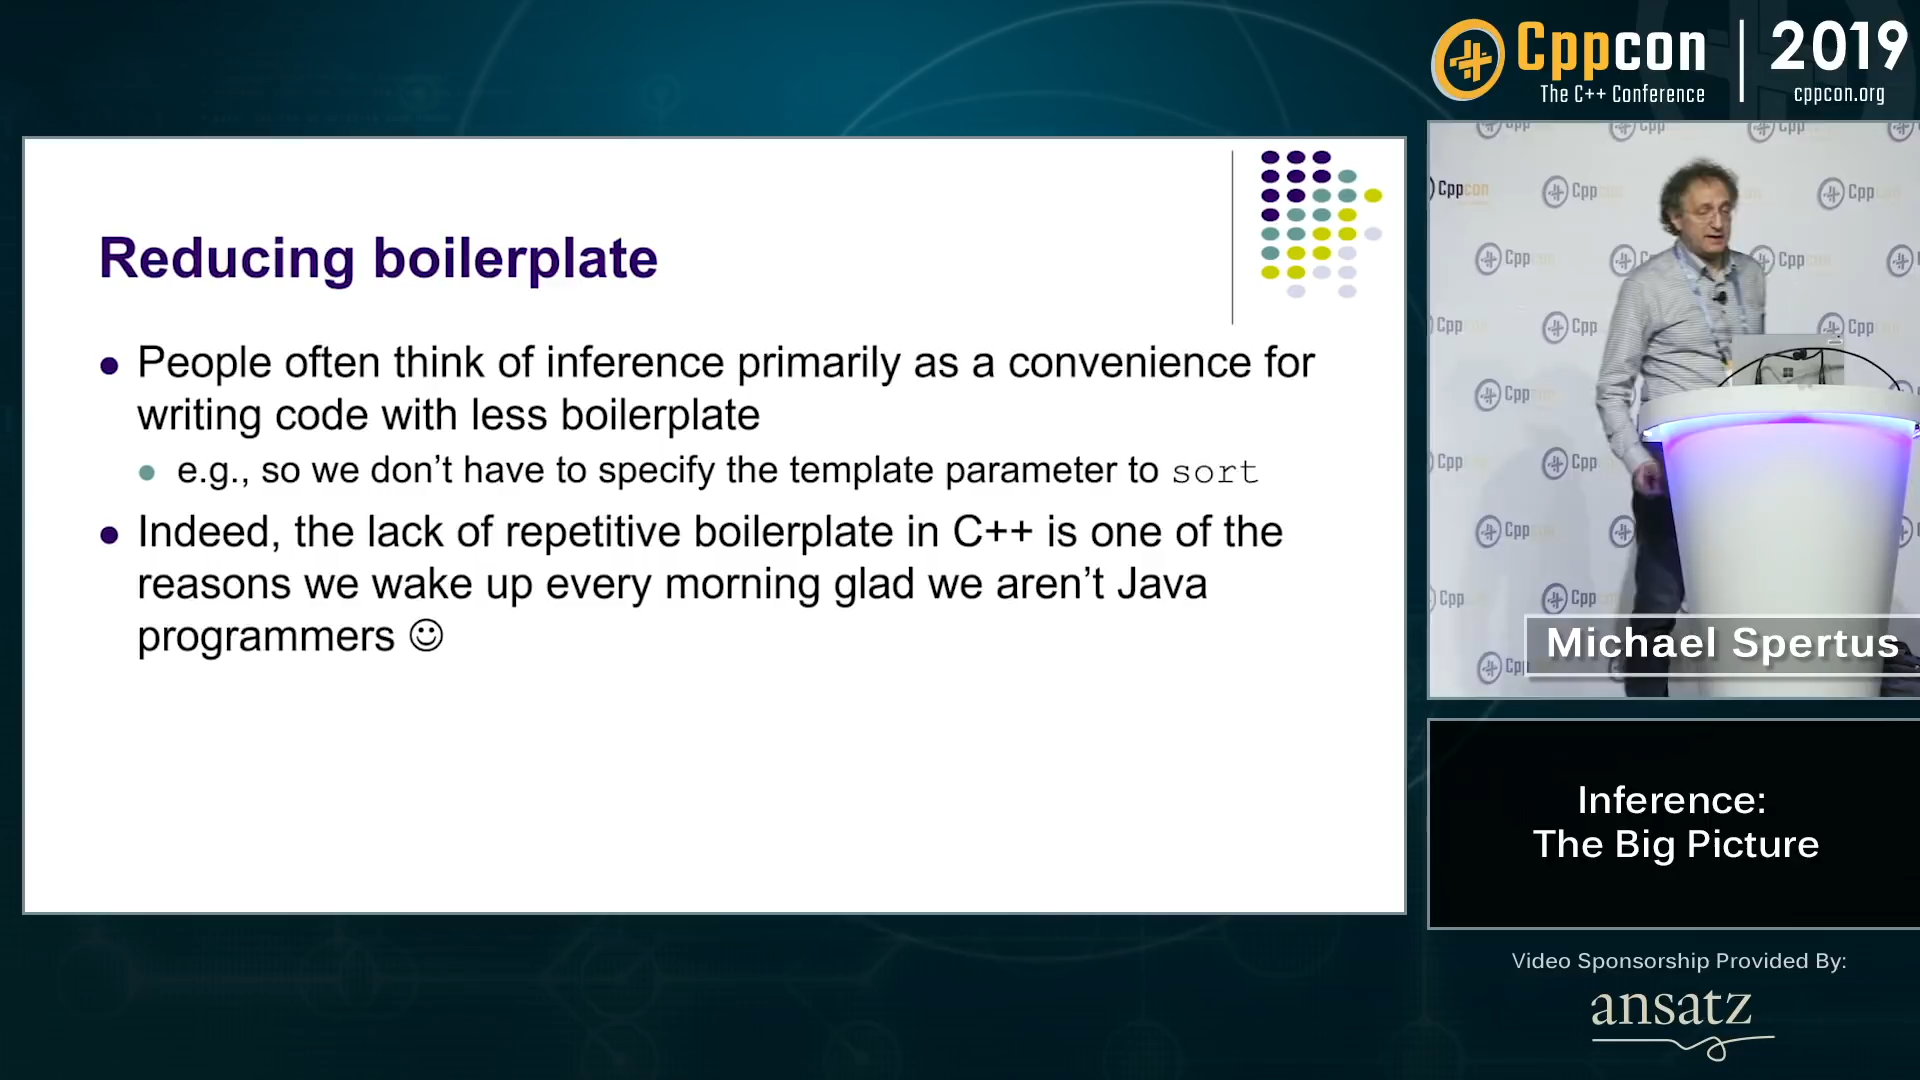 Cppcon
The C++ Conference
2019
cppcon.org
Reducing boilerplate
People often think of inference primarily as a convenience for
writing code with less boilerplate
e.g., so we don't have to specify the template parameter to sort
Indeed, the lack of repetitive boilerplate in C++ is one of the
reasons we wake up every morning glad we aren't Java
programmers ☺
Michael Spertus
Inference:
The Big Picture
Video Sponsorship Provided By:
ansatz